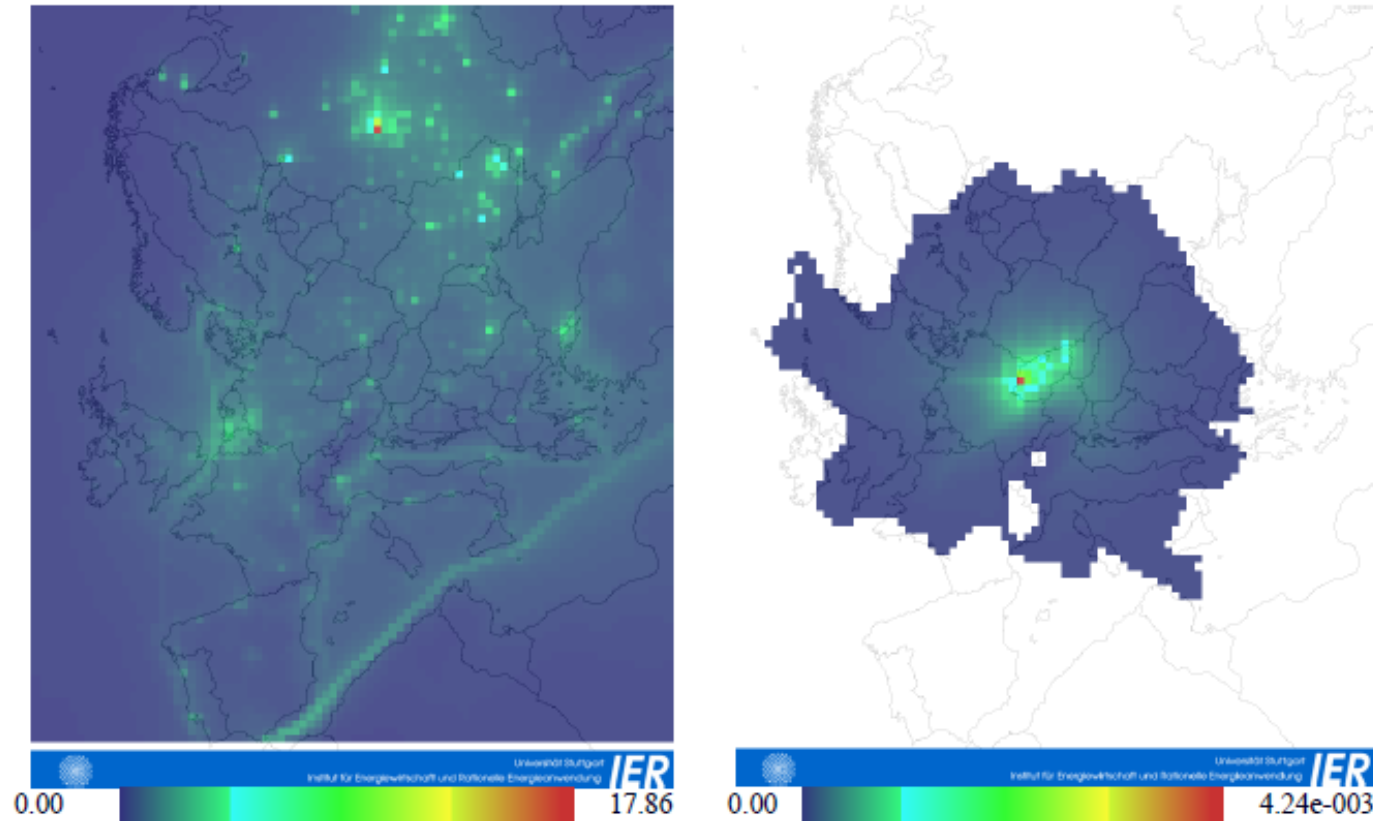 Universität Stuttgart
Institut für Energiewirtschaft und Rationelle Energieanwendung
IER
0.00
17.86
Universität Stuttgart
Institut für Energiewirtschaft und Rationelle Energieanwendung
IER
0.00
4.24e-003